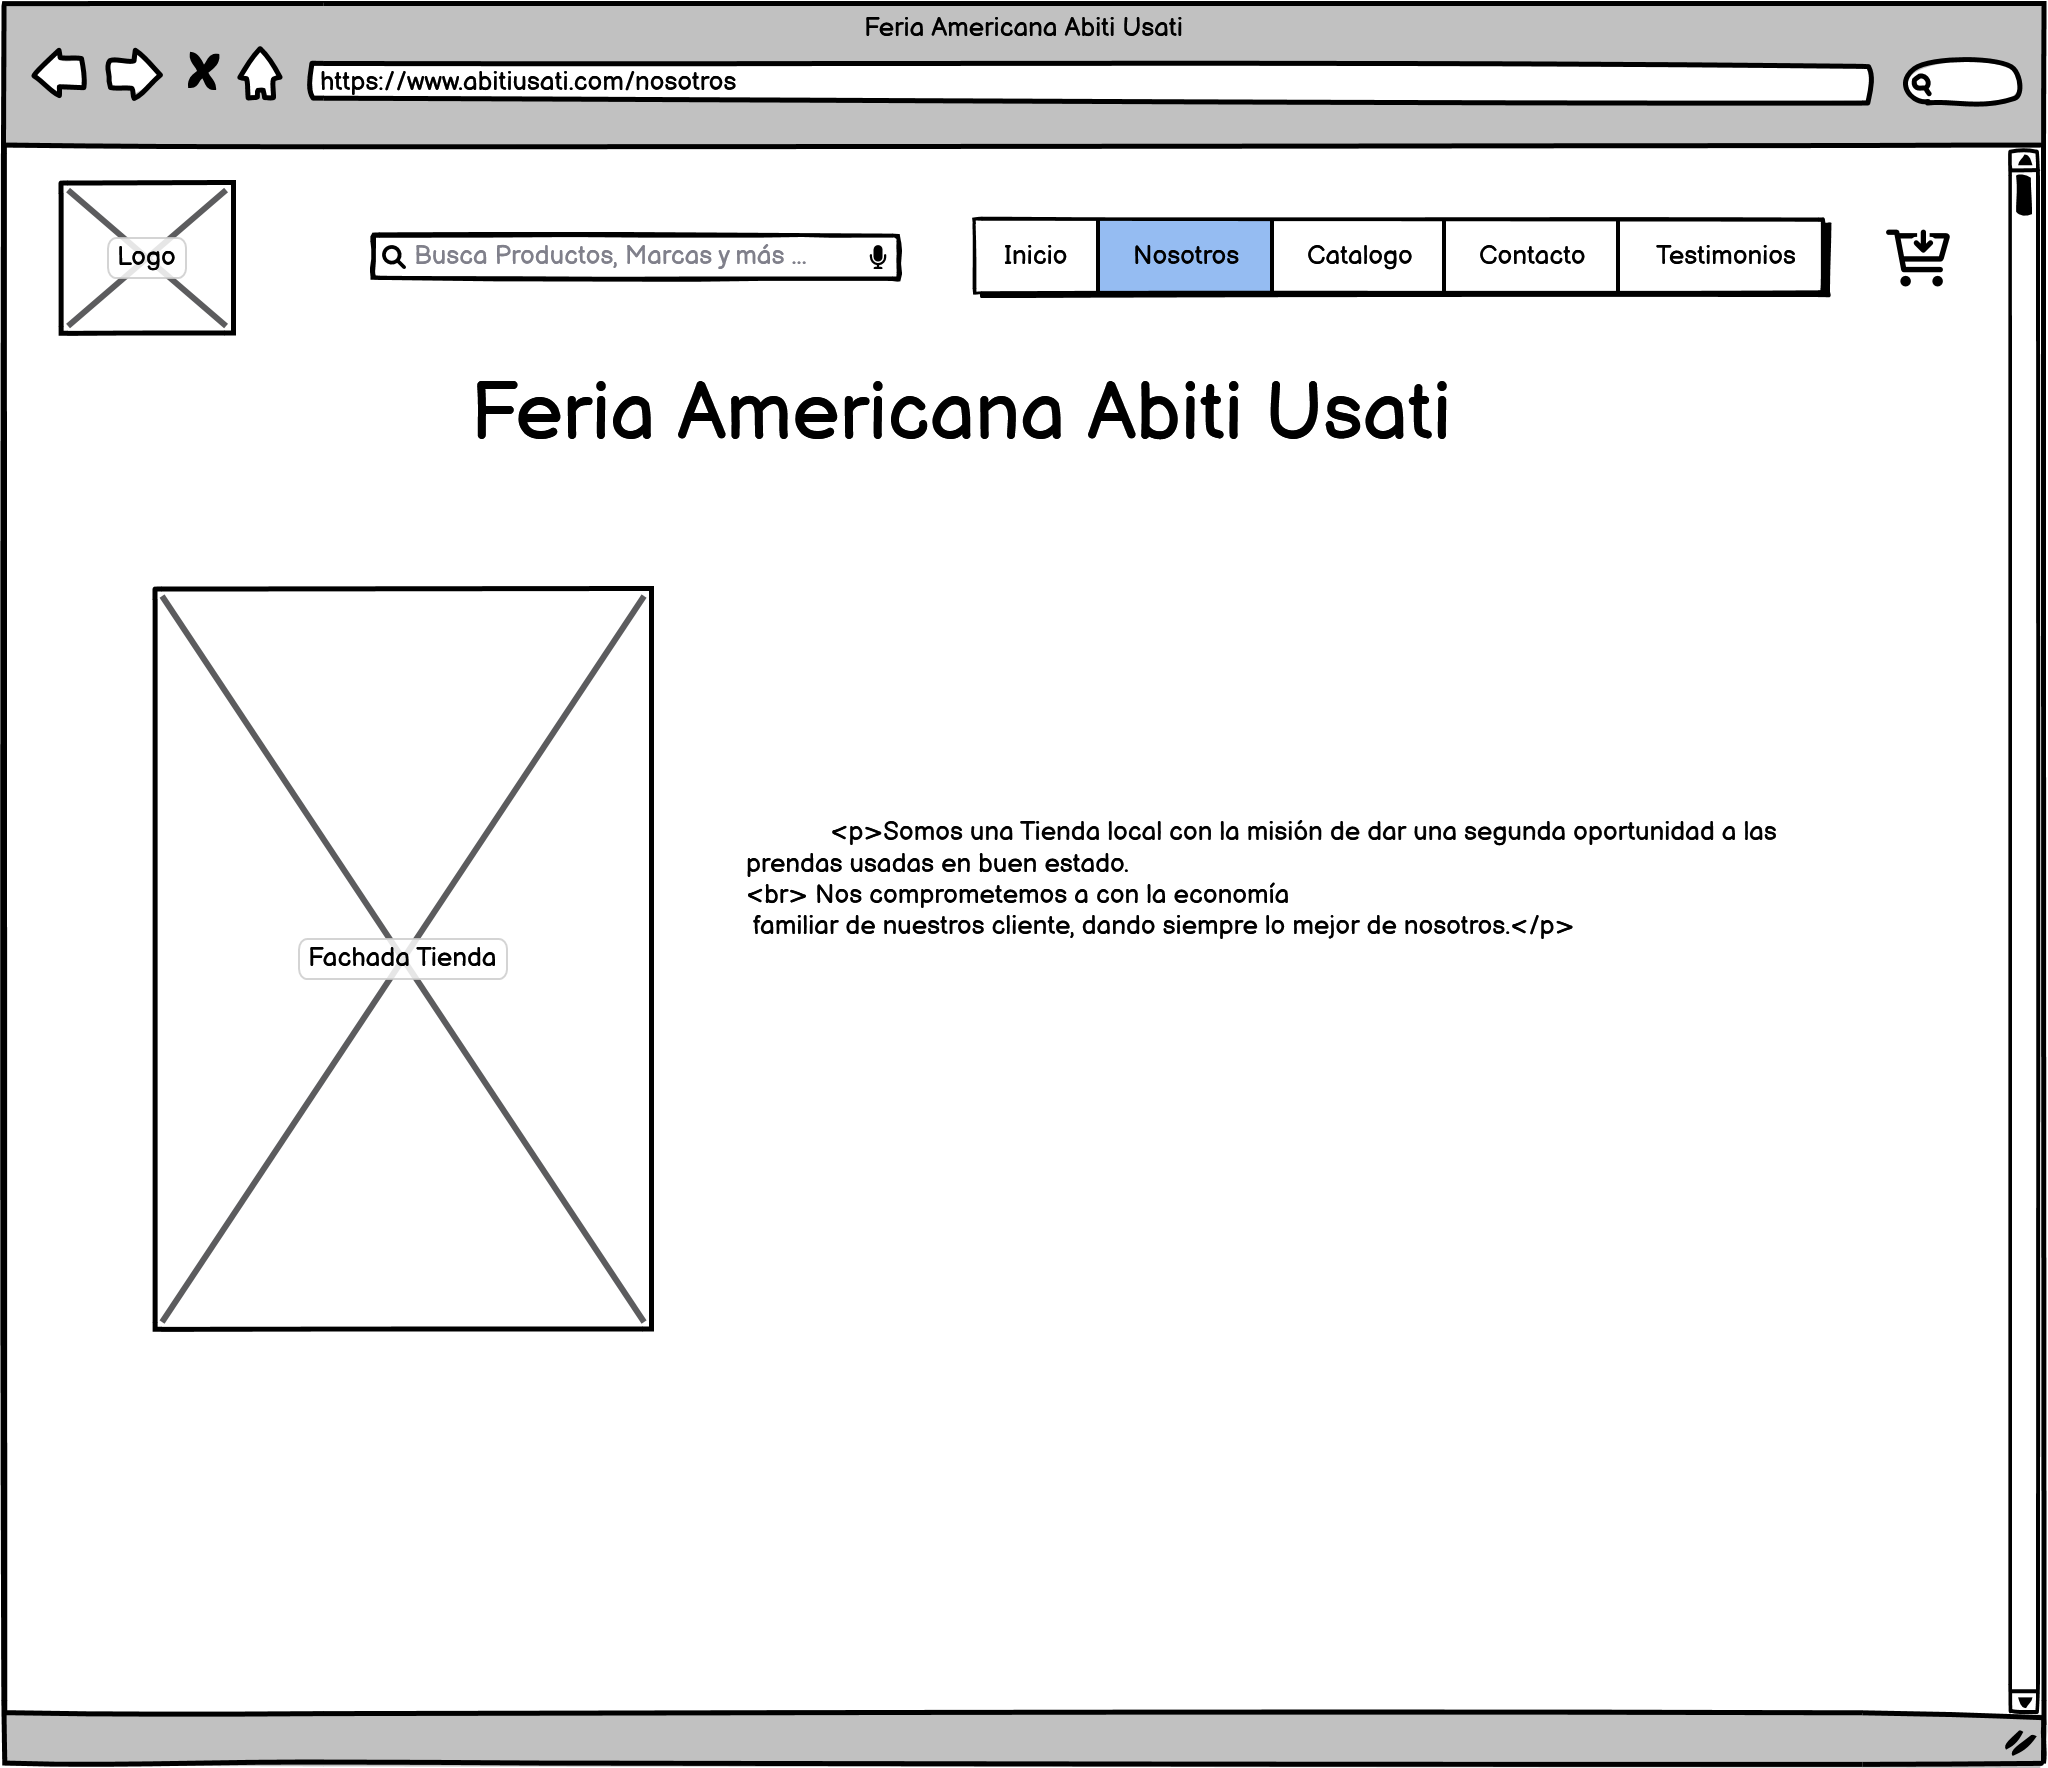 Feria Americana Abiti Usati
https://www.abitiusati.com/nosotros
Logo
Busca Productos, Marcas y más ...
Inicio
Nosotros
Catalogo
Contacto
Testimonios
Feria Americana Abiti Usati
<p>Somos una Tienda local con la misión de dar una segunda oportunidad a las
prendas usadas en buen estado.
<br> Nos comprometemos a con la economía
familiar de nuestros cliente, dando siempre lo mejor de nosotros.</p>
Fachada Tienda